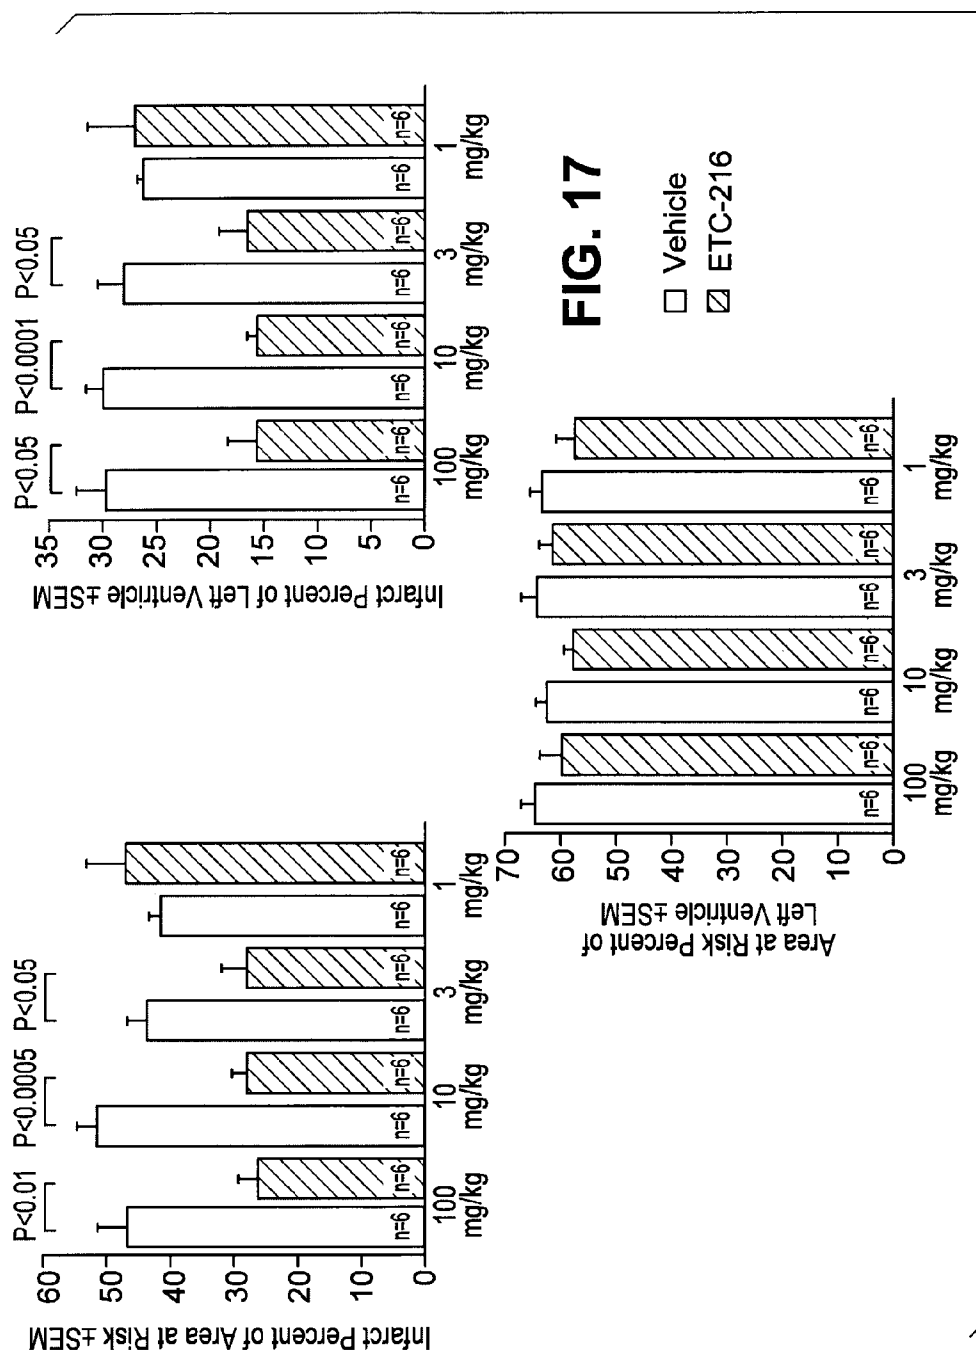 Infarct Percent of Area at Risk ±SEM
60
50
40
30
20
10
0
P<0.01
P<0.0005
P<0.05
n=6
n=6
n=6
n=6
n=6
n=6
n=6
n=6
100
mg/kg
10
mg/kg
3
mg/kg
1
mg/kg
Infarct Percent of Left Ventricle ±SEM
35
30
25
20
15
10
5
0
P<0.05
P<0.0001
P<0.05
n=6
n=6
n=6
n=6
n=6
n=6
n=6
n=6
100
mg/kg
10
mg/kg
3
mg/kg
1
mg/kg
Area at Risk Percent of
Left Ventricle ±SEM
70
60
50
40
30
20
10
0
n=6
n=6
n=6
n=6
n=6
n=6
n=6
n=6
100
mg/kg
10
mg/kg
3
mg/kg
1
mg/kg
FIG. 17
Vehicle
ETC-216